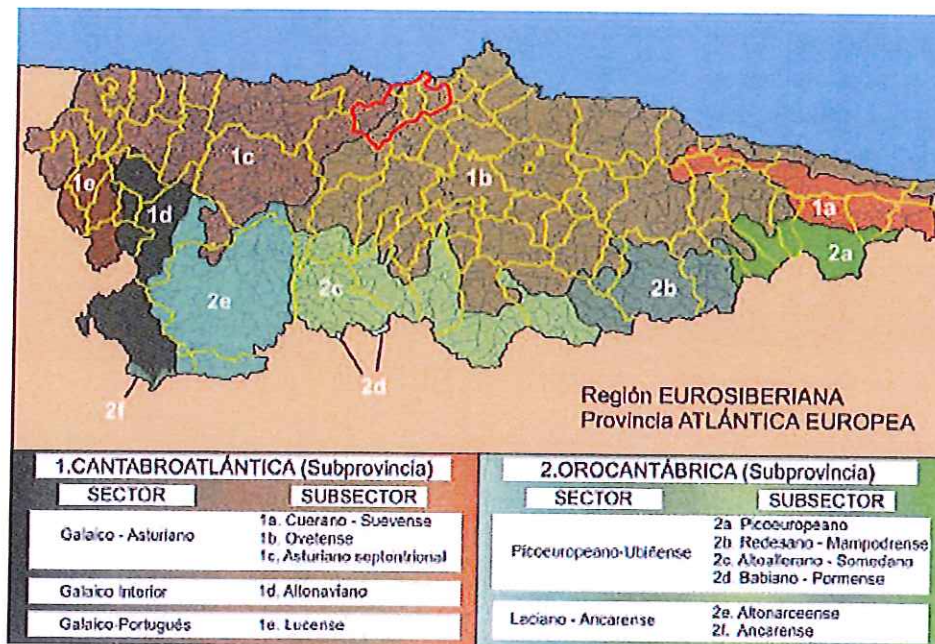 1c
1e
1b
1d
1a
2a
2e
2c
2b
2d
2f
Región EUROSIBERIANA
Provincia ATLÁNTICA EUROPEA
1.CANTABROATLÁNTICA (Subprovincia)
SECTOR SUBSECTOR
Galaico - Asturiano
1a. Cuerano - Suevense
1b. Ovetense
1c. Asturiano septentrional
Galaico Interior 1d. Altonaviano
Galaico-Portugués 1e. Lucense
2.OROCANTÁBRICA (Subprovincia)
SECTOR SUBSECTOR
Picoeuropeano-Ubiñense
2a Picoeuropeano
2b Redesano - Mampodrense
2c. Altoallerano - Somedano
2d Babiano - Pormense
Laciano - Ancarense
2e. Altonarceense
2f. Ancarense